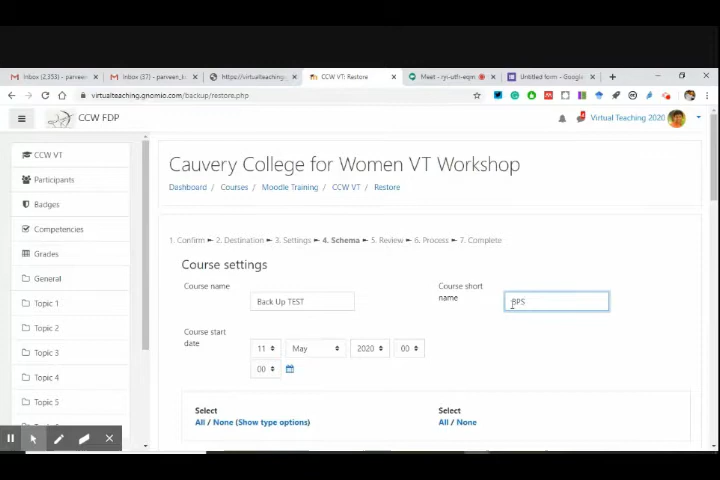 Inbox (2,353) - parveen
Inbox (37) - parveen_k
https://virtualteaching.
CCW VT: Restore
Meet - ryi-uth-eqm
Untitled form - Google
virtualteaching.gnomio.com/backup/restore.php
CCW FDP
Virtual Teaching 2020
CCW VT
Participants
Badges
Competencies
Grades
General
Topic 1
Topic 2
Topic 3
Topic 4
Topic 5
Cauvery College for Women VT Workshop
Dashboard / Courses / Moodle Training / CCW VT / Restore
1. Confirm ► 2. Destination ► 3. Settings ► 4. Schema ► 5. Review ► 6. Process ► 7. Complete
Course settings
Course name
Back Up TEST
Course short
name
BPS
Course start
date
11 May 2020 00
00
Select
All / None (Show type options)
Select
All / None